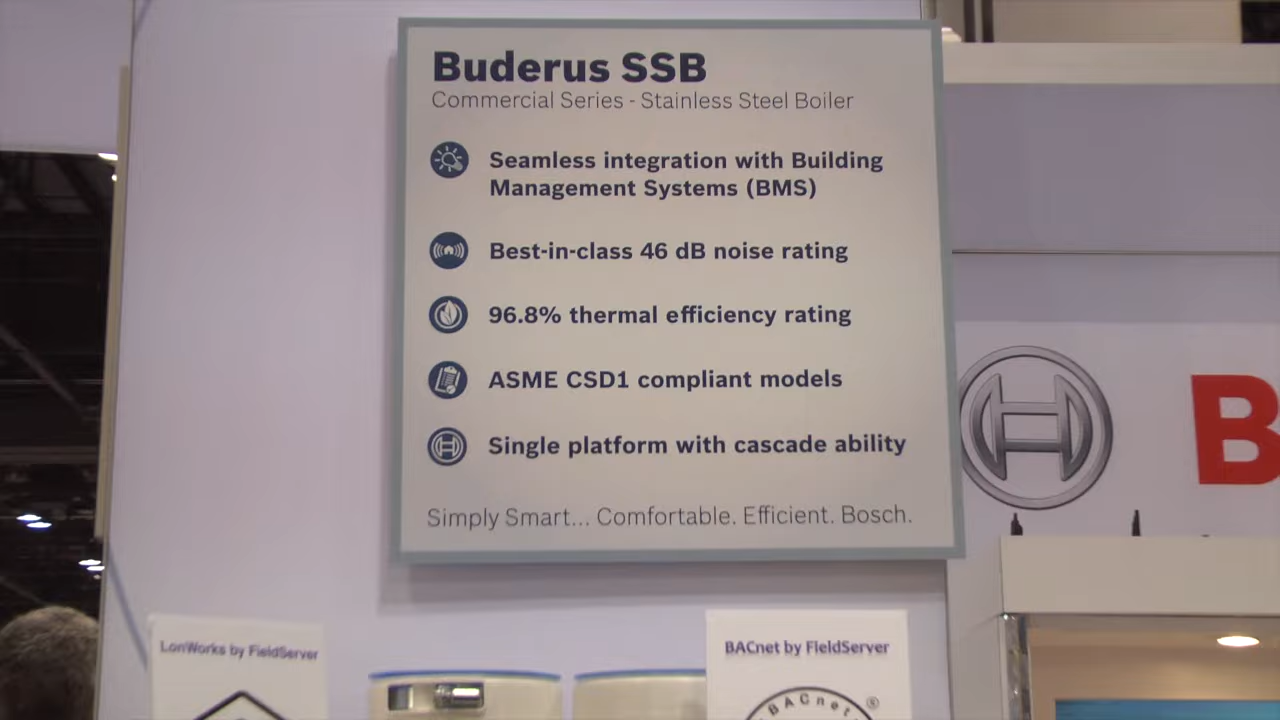 Buderus SSB
Commercial Series - Stainless Steel Boiler
Seamless integration with Building
Management Systems (BMS)
Best-in-class 46 dB noise rating
96.8% thermal efficiency rating
ASME CSD1 compliant models
Single platform with cascade ability
Simply Smart... Comfortable. Efficient. Bosch.
B
LonWorks by FieldServer
BACnet by FieldServer
BACnet ®